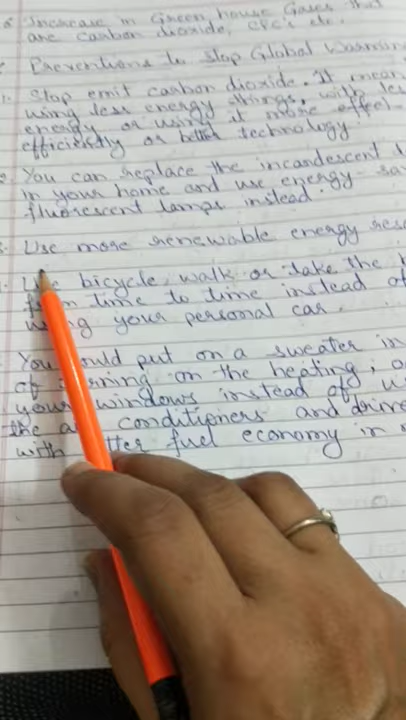 Increase in Green house Gases that
are carbon dioxide, CFC's etc.
Preventions to stop Global Warming
1. Stop emit carbon dioxide. It mean
using less energy things, with less
energy or using it more effect-
efficiently or better technology.
2. You can replace the incandescent
in your home and use energy-sa
fluorescent lamps instead.
3. Use more renewable energy reso
4. bicycle, walk or take the b
from time to time instead of
using your personal car.
You could put on a sweater in
of turning on the heating, o
your windows instead of u
the a conditioners and drive
with fuel economy in